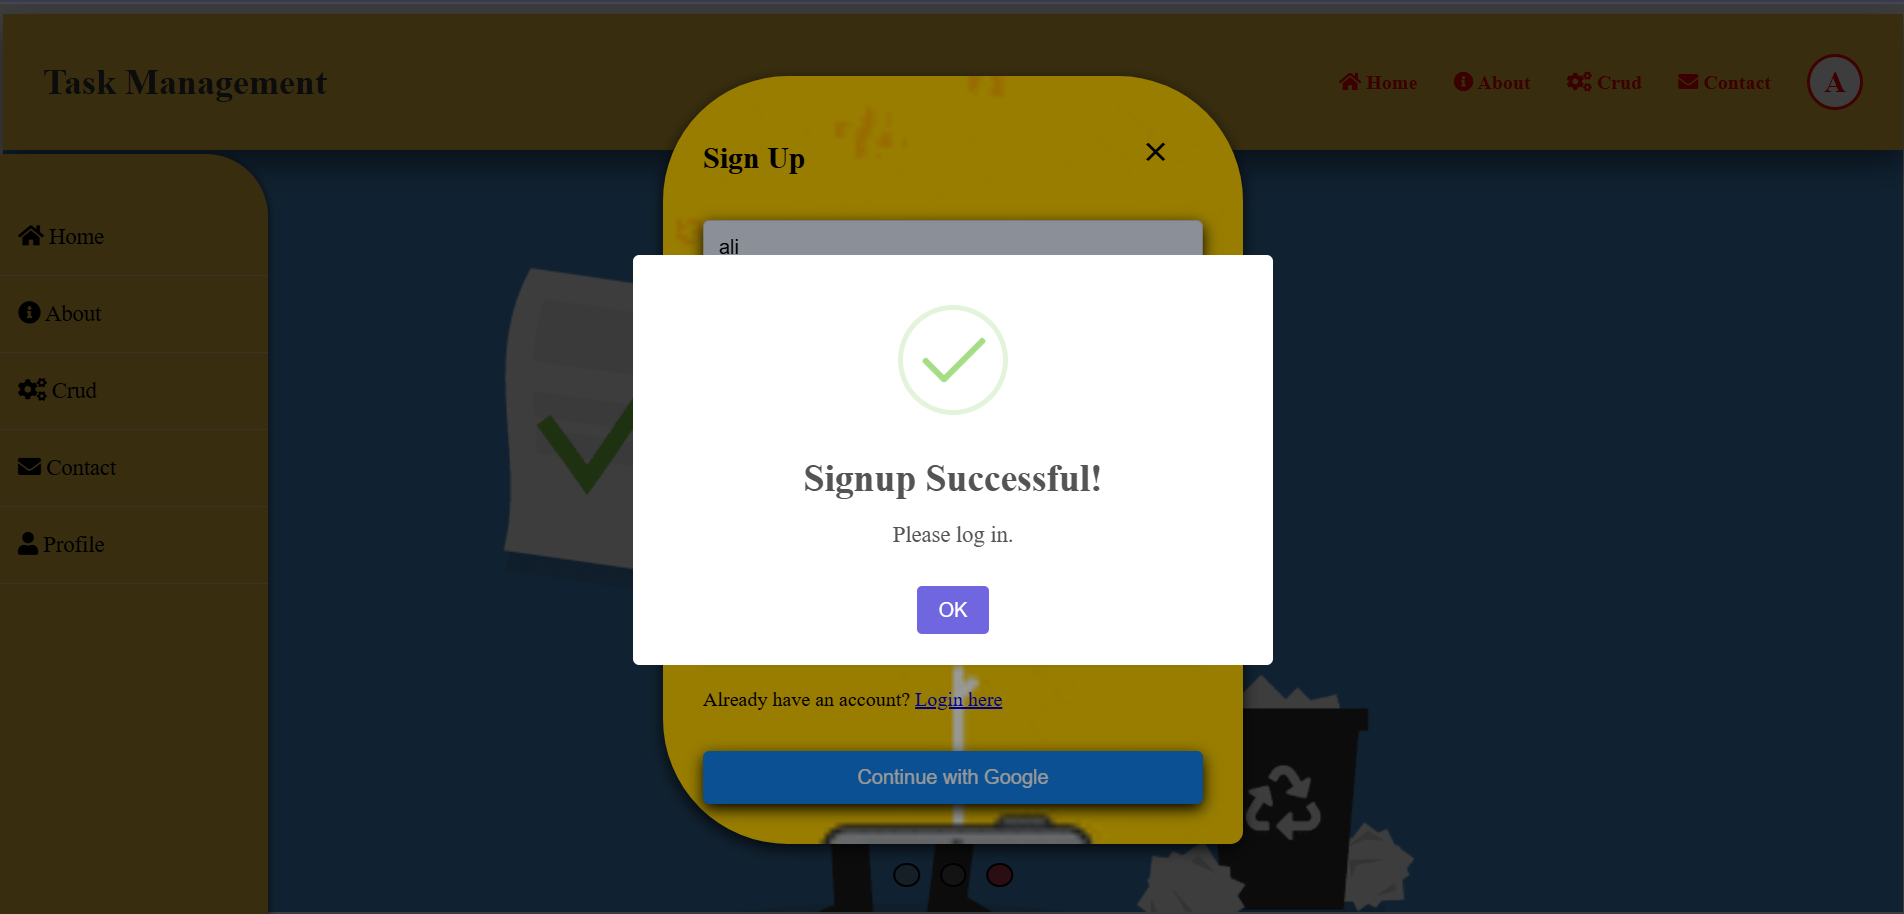 Task Management
Home
About
Crud
Contact
A
Home
About
Crud
Contact
Profile
Sign Up
ali
Signup Successful!
Please log in.
OK
Already have an account? Login here
Continue with Google